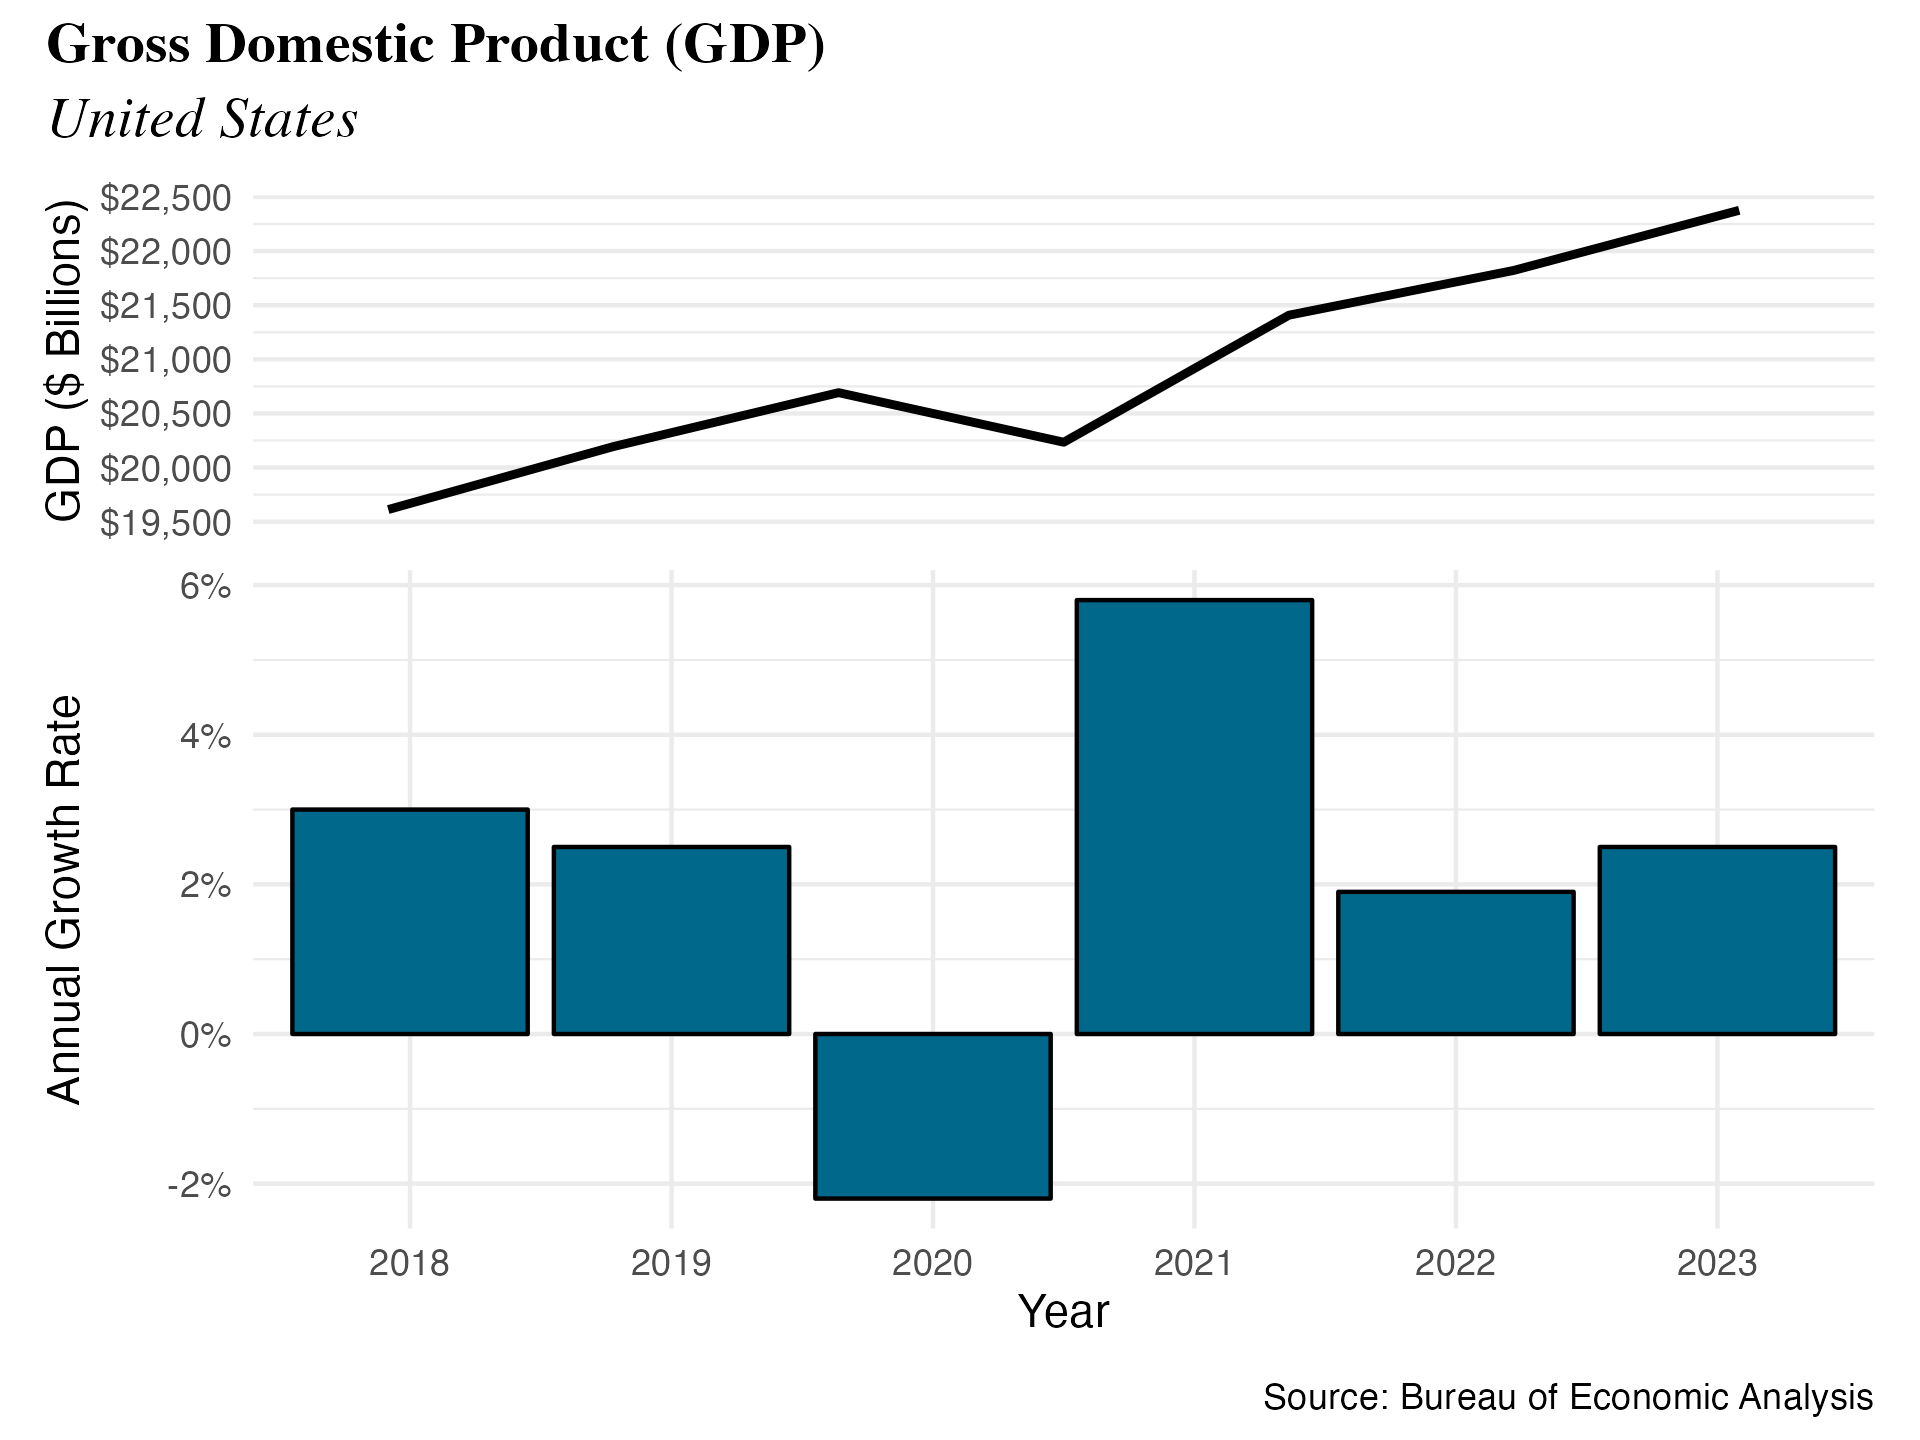 Gross Domestic Product (GDP)
United States
GDP ($ Billions)
$22,500
$22,000
$21,500
$21,000
$20,500
$20,000
$19,500
Annual Growth Rate
6%
4%
2%
0%
-2%
2018 2019 2020 2021 2022 2023
Year
Source: Bureau of Economic Analysis